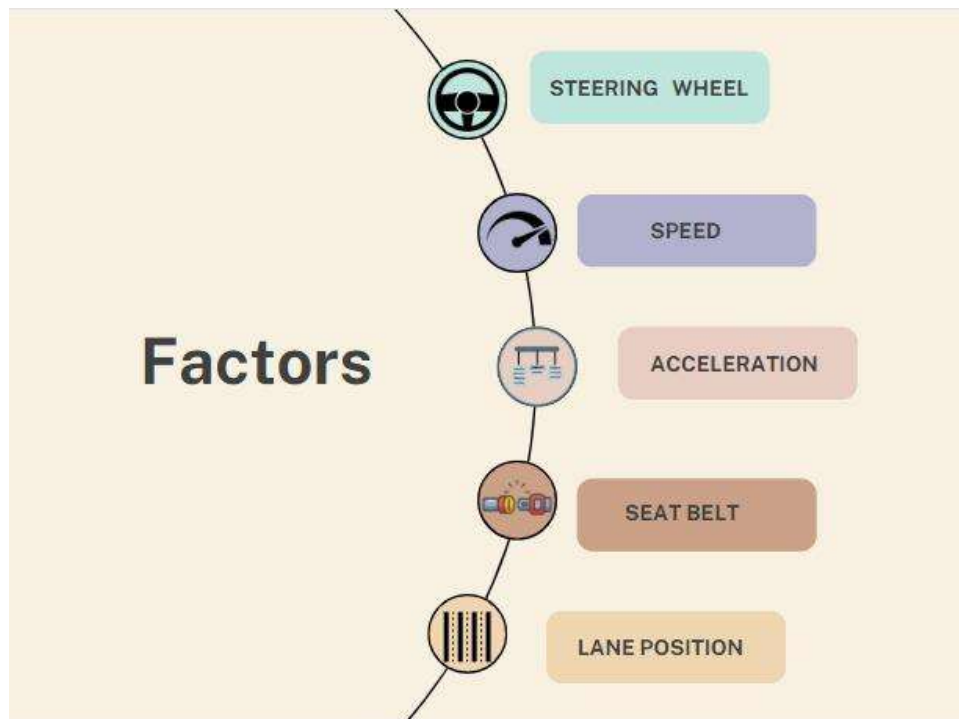 STEERING WHEEL
SPEED
Factors
ACCELERATION
SEAT BELT
LANE POSITION